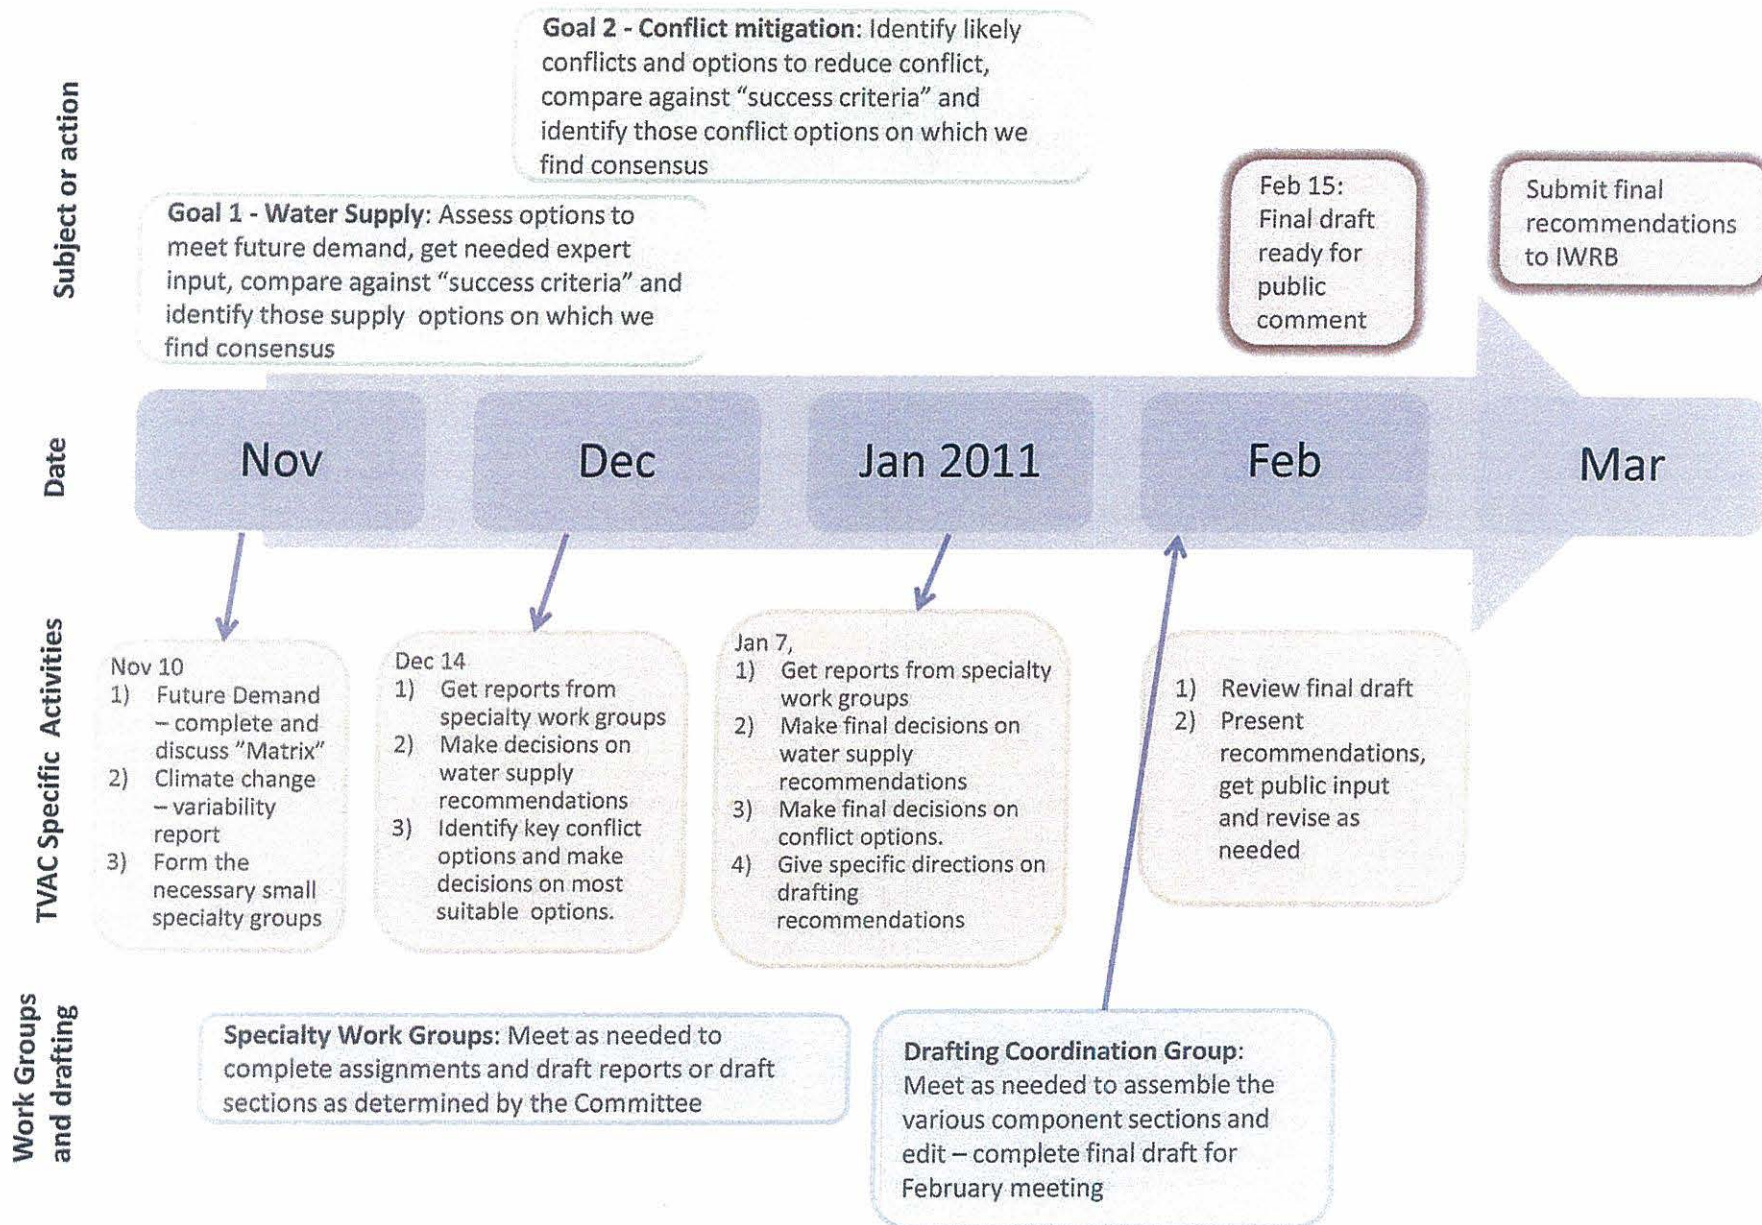 Subject or action
Goal 2 - Conflict mitigation: Identify likely
conflicts and options to reduce conflict,
compare against “success criteria” and
identify those conflict options on which we
find consensus
Goal 1 - Water Supply: Assess options to
meet future demand, get needed expert
input, compare against “success criteria” and
identify those supply options on which we
find consensus
Feb 15:
Final draft
ready for
public
comment
Submit final
recommendations
to IWRB
Date
Nov
Dec
Jan 2011
Feb
Mar
TVAC Specific Activities
Nov 10
1) Future Demand
– complete and
discuss ”Matrix”
2) Climate change
– variability
report
3) Form the
necessary small
specialty groups
Dec 14
1) Get reports from
specialty work groups
2) Make decisions on
water supply
recommendations
3) Identify key conflict
options and make
decisions on most
suitable options.
Jan 7,
1) Get reports from specialty
work groups
2) Make final decisions on
water supply
recommendations
3) Make final decisions on
conflict options.
4) Give specific directions on
drafting
recommendations
1) Review final draft
2) Present
recommendations,
get public input
and revise as
needed
Work Groups
and drafting
Specialty Work Groups: Meet as needed to
complete assignments and draft reports or draft
sections as determined by the Committee
Drafting Coordination Group:
Meet as needed to assemble the
various component sections and
edit – complete final draft for
February meeting